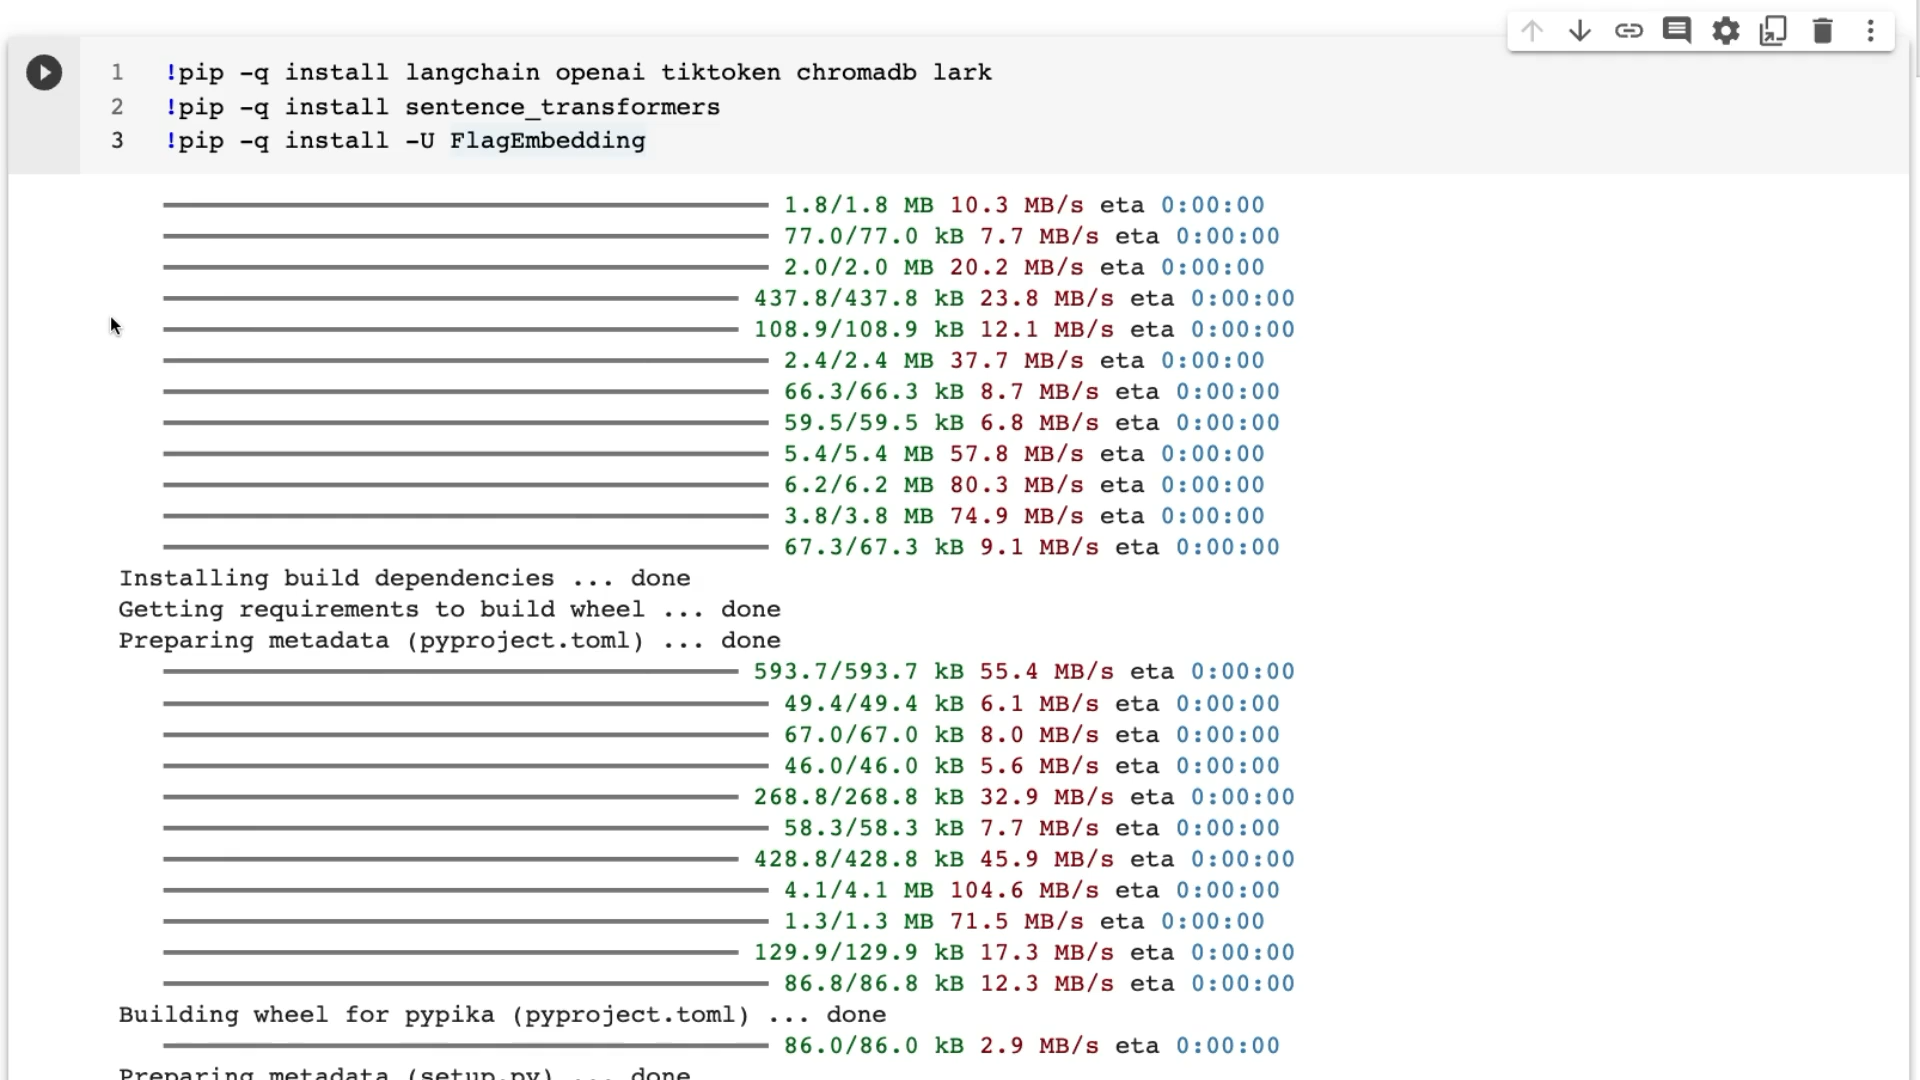 1 !pip -q install langchain openai tiktoken chromadb lark
2 !pip -q install sentence_transformers
3 !pip -q install -U FlagEmbedding
1.8/1.8 MB 10.3 MB/s eta 0:00:00
77.0/77.0 kB 7.7 MB/s eta 0:00:00
2.0/2.0 MB 20.2 MB/s eta 0:00:00
437.8/437.8 kB 23.8 MB/s eta 0:00:00
108.9/108.9 kB 12.1 MB/s eta 0:00:00
2.4/2.4 MB 37.7 MB/s eta 0:00:00
66.3/66.3 kB 8.7 MB/s eta 0:00:00
59.5/59.5 kB 6.8 MB/s eta 0:00:00
5.4/5.4 MB 57.8 MB/s eta 0:00:00
6.2/6.2 MB 80.3 MB/s eta 0:00:00
3.8/3.8 MB 74.9 MB/s eta 0:00:00
67.3/67.3 kB 9.1 MB/s eta 0:00:00
Installing build dependencies ... done
Getting requirements to build wheel ... done
Preparing metadata (pyproject.toml) ... done
593.7/593.7 kB 55.4 MB/s eta 0:00:00
49.4/49.4 kB 6.1 MB/s eta 0:00:00
67.0/67.0 kB 8.0 MB/s eta 0:00:00
46.0/46.0 kB 5.6 MB/s eta 0:00:00
268.8/268.8 kB 32.9 MB/s eta 0:00:00
58.3/58.3 kB 7.7 MB/s eta 0:00:00
428.8/428.8 kB 45.9 MB/s eta 0:00:00
4.1/4.1 MB 104.6 MB/s eta 0:00:00
1.3/1.3 MB 71.5 MB/s eta 0:00:00
129.9/129.9 kB 17.3 MB/s eta 0:00:00
86.8/86.8 kB 12.3 MB/s eta 0:00:00
Building wheel for pypika (pyproject.toml) ... done
86.0/86.0 kB 2.9 MB/s eta 0:00:00
Preparing metadata (setup.py) ... done